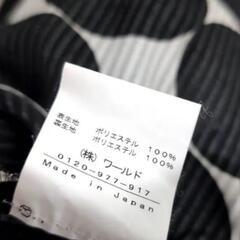 表生地 ポリエステル 100%
裏生地 ポリエステル 100%
(株) ワールド
0120-977-917
Made in Japan